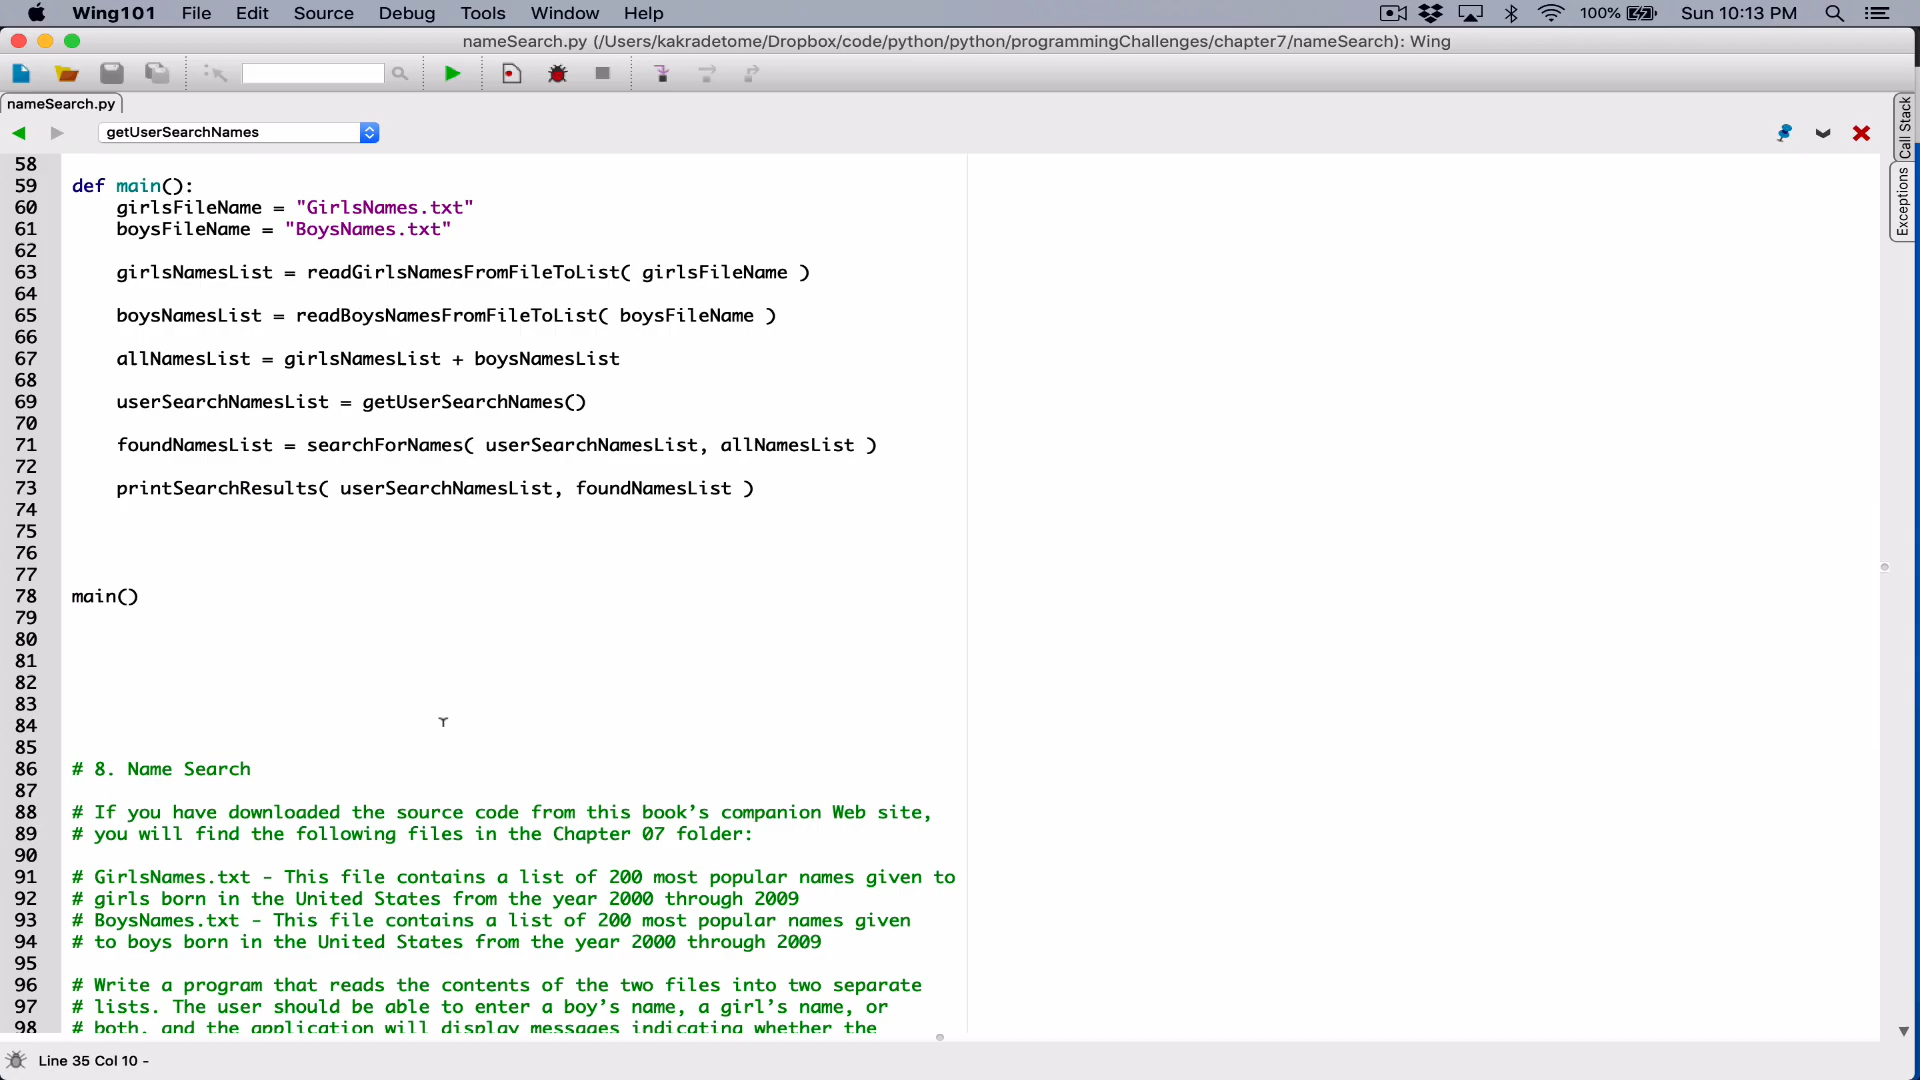 Wing101 File Edit Source Debug Tools Window Help 100% Sun 10:13 PM
nameSearch.py (/Users/kakradetome/Dropbox/code/python/python/programmingChallenges/chapter7/nameSearch): Wing
nameSearch.py
getUserSearchNames
Call Stack
Exceptions
58
59 def main():
60 girlsFileName = "GirlsNames.txt"
61 boysFileName = "BoysNames.txt"
62
63 girlsNamesList = readGirlsNamesFromFileToList( girlsFileName )
64
65 boysNamesList = readBoysNamesFromFileToList( boysFileName )
66
67 allNamesList = girlsNamesList + boysNamesList
68
69 userSearchNamesList = getUserSearchNames()
70
71 foundNamesList = searchForNames( userSearchNamesList, allNamesList )
72
73 printSearchResults( userSearchNamesList, foundNamesList )
74
75
76
77
78 main()
79
80
81
82
83
84
85
86 # 8. Name Search
87
88 # If you have downloaded the source code from this book’s companion Web site,
89 # you will find the following files in the Chapter 07 folder:
90
91 # GirlsNames.txt - This file contains a list of 200 most popular names given to
92 # girls born in the United States from the year 2000 through 2009
93 # BoysNames.txt - This file contains a list of 200 most popular names given
94 # to boys born in the United States from the year 2000 through 2009
95
96 # Write a program that reads the contents of the two files into two separate
97 # lists. The user should be able to enter a boy’s name, a girl’s name, or
98 # both, and the application will display messages indicating whether the
Line 35 Col 10 -